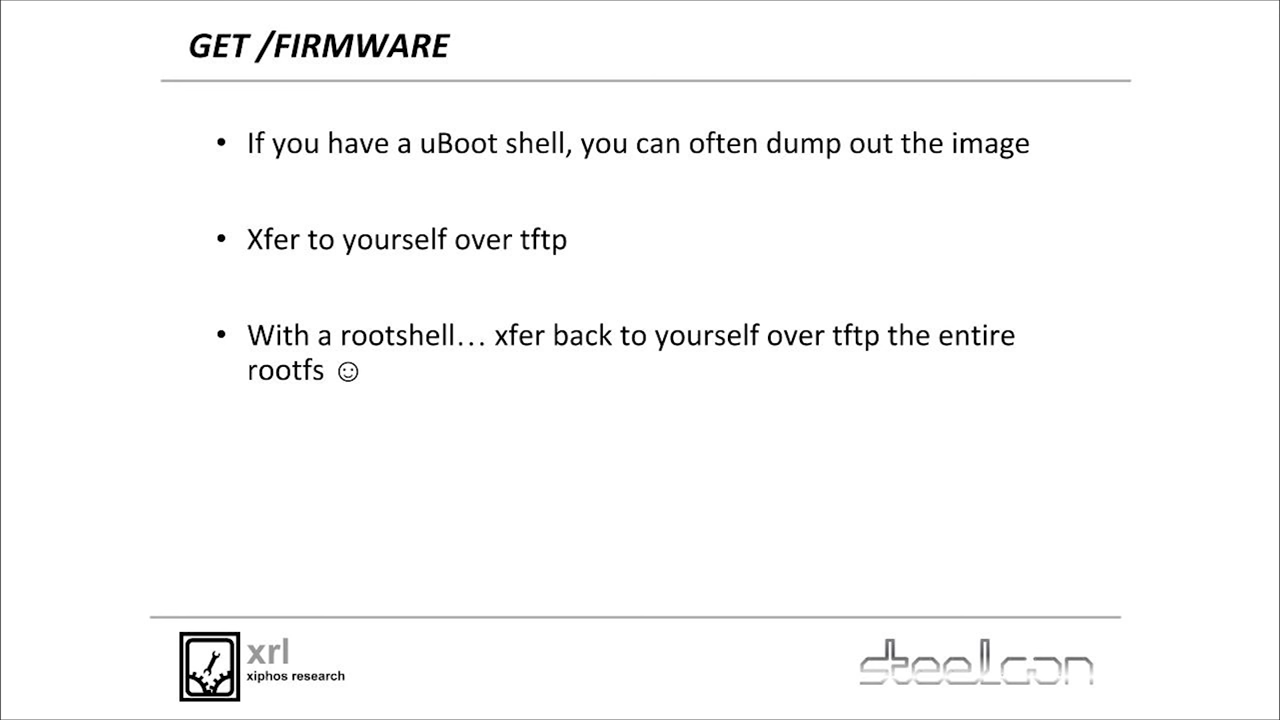 GET /FIRMWARE
• If you have a uBoot shell, you can often dump out the image
• Xfer to yourself over tftp
• With a rootshell… xfer back to yourself over tftp the entire
rootfs ☺
xrl
xiphos research
steelcon